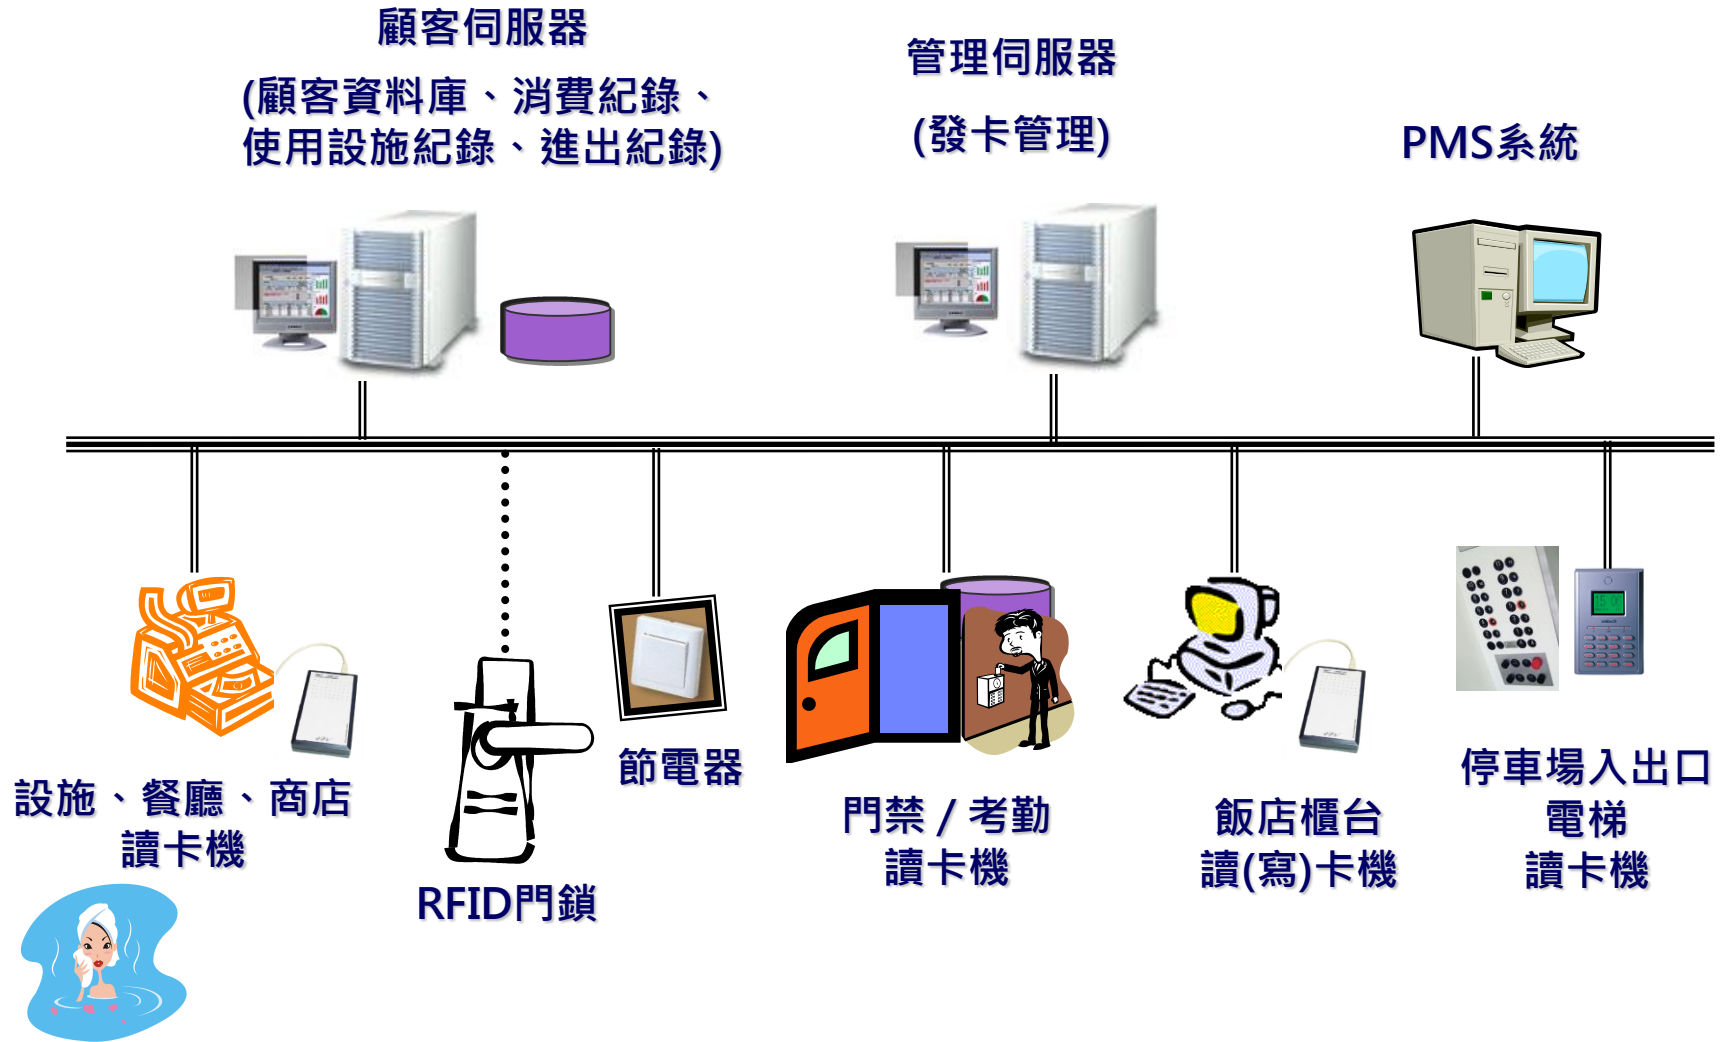 顧客伺服器
(顧客資料庫、消費紀錄、
使用設施紀錄、進出紀錄)
管理伺服器
(發卡管理)
PMS系統
設施、餐廳、商店
讀卡機
RFID門鎖
節電器
門禁 / 考勤
讀卡機
飯店櫃台
讀(寫)卡機
停車場入出口
電梯
讀卡機